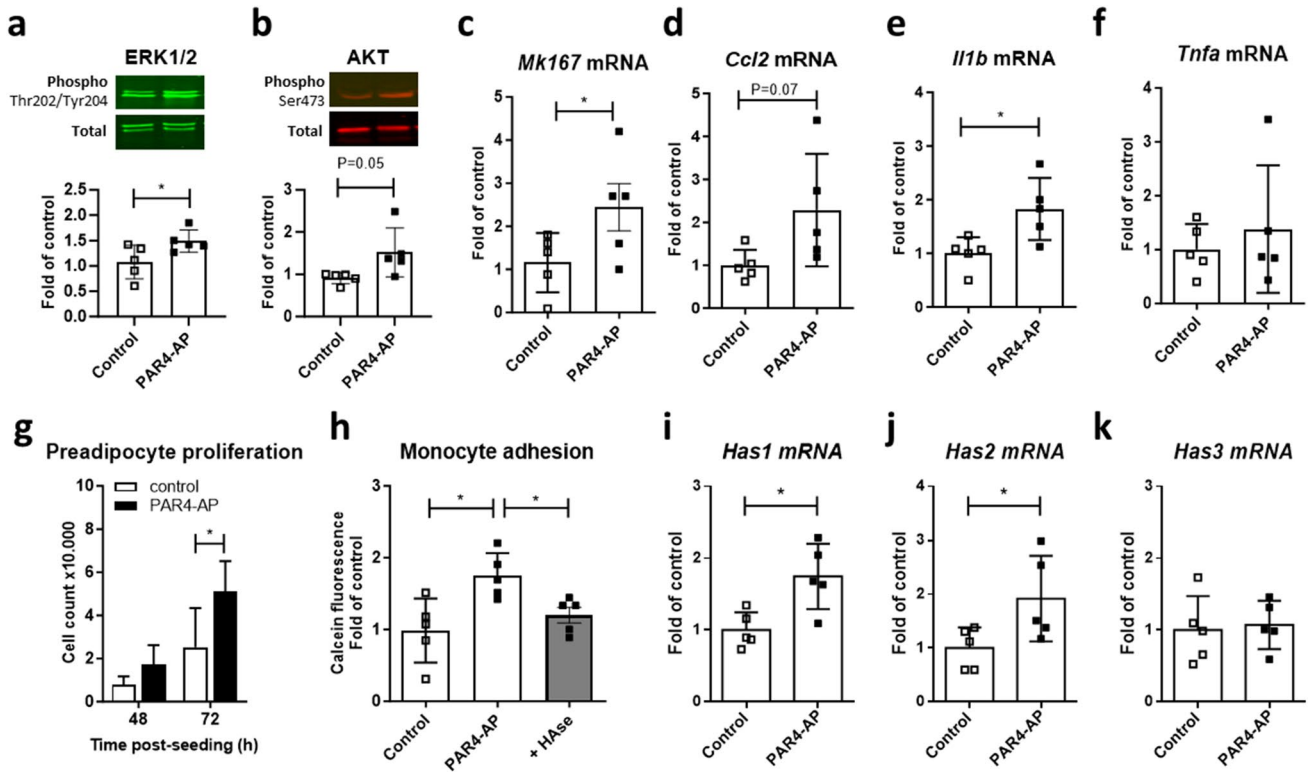 a
ERK1/2
Phospho
Thr202/Tyr204
Total
Fold of control
2.5
2.0
1.5
1.0
0.5
0.0
*
Control
PAR4-AP
b
AKT
Phospho
Ser473
Total
P=0.05
Fold of control
3
2
1
0
Control
PAR4-AP
c
Mk167 mRNA
Fold of control
5
4
3
2
1
0
*
Control
PAR4-AP
d
Ccl2 mRNA
P=0.07
Fold of control
5
4
3
2
1
0
Control
PAR4-AP
e
Il1b mRNA
Fold of control
4
3
2
1
0
*
Control
PAR4-AP
f
Tnfa mRNA
Fold of control
4
3
2
1
0
Control
PAR4-AP
g
Preadipocyte proliferation
control
PAR4-AP
Cell count x10.000
10
8
6
4
2
0
*
48
72
Time post-seeding (h)
h
Monocyte adhesion
Calcein fluorescence
Fold of control
3
2
1
0
*
*
Control
PAR4-AP
+ HAse
i
Has1 mRNA
Fold of control
3
2
1
0
*
Control
PAR4-AP
j
Has2 mRNA
Fold of control
4
3
2
1
0
*
Control
PAR4-AP
k
Has3 mRNA
Fold of control
3
2
1
0
Control
PAR4-AP